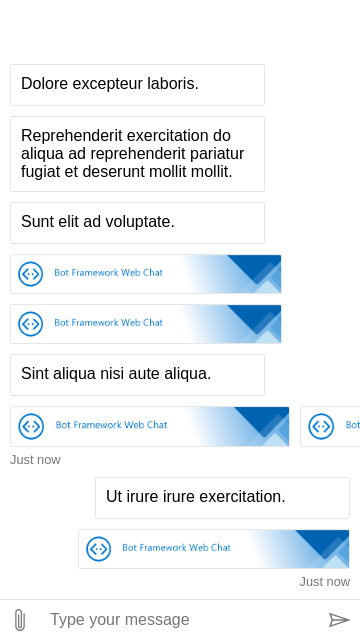 Dolore excepteur laboris.
Reprehenderit exercitation do
aliqua ad reprehenderit pariatur
fugiat et deserunt mollit mollit.
Sunt elit ad voluptate.
Bot Framework Web Chat
Bot Framework Web Chat
Sint aliqua nisi aute aliqua.
Bot Framework Web Chat
Bot
Just now
Ut irure irure exercitation.
Bot Framework Web Chat
Just now
Type your message